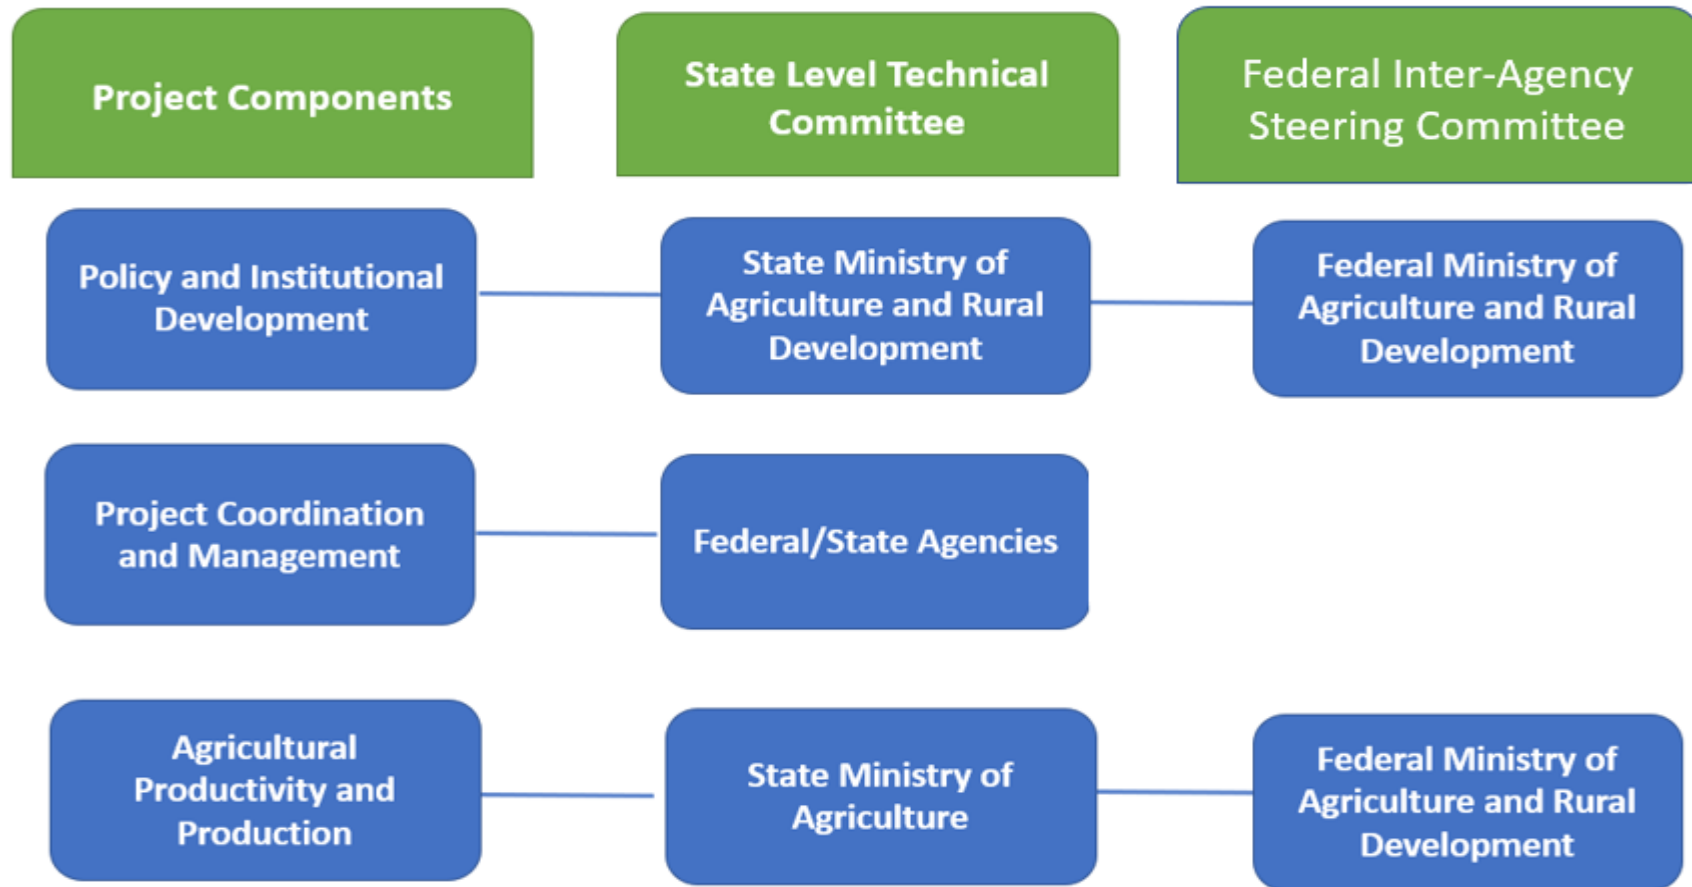 Project Components
State Level Technical
Committee
Federal Inter-Agency
Steering Committee
Policy and Institutional
Development
State Ministry of
Agriculture and Rural
Development
Federal Ministry of
Agriculture and Rural
Development
Project Coordination
and Management
Federal/State Agencies
Agricultural
Productivity and
Production
State Ministry of
Agriculture
Federal Ministry of
Agriculture and Rural
Development